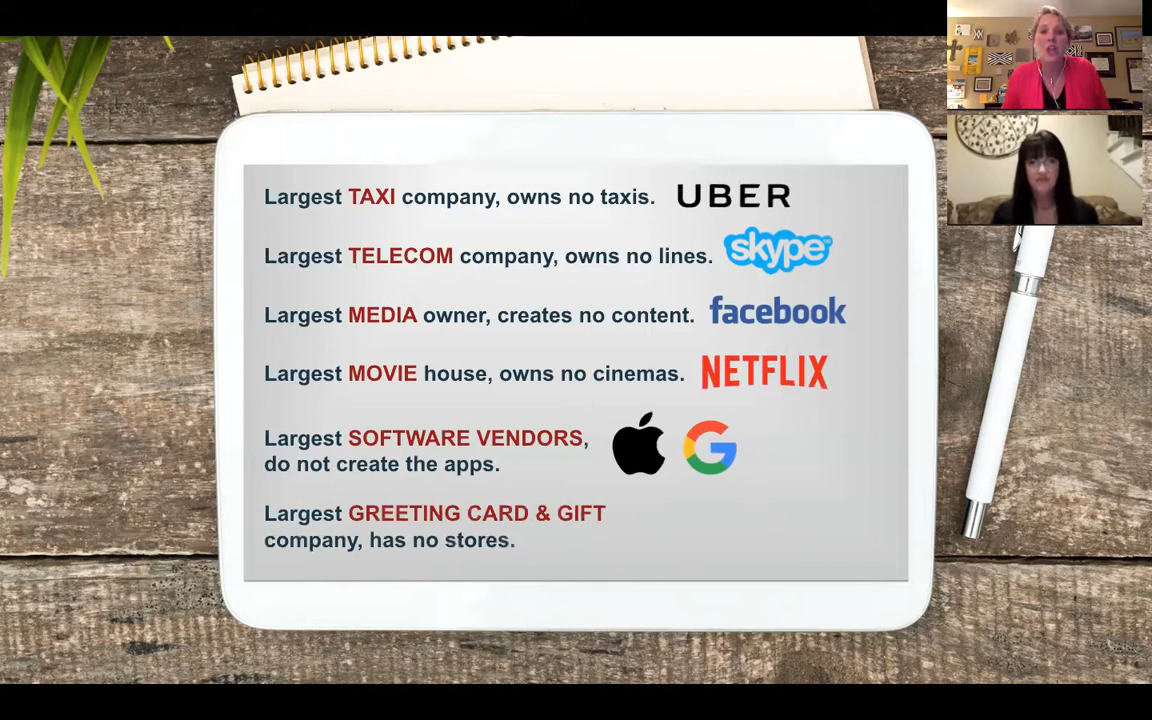 Largest TAXI company, owns no taxis. UBER
Largest TELECOM company, owns no lines. skype
Largest MEDIA owner, creates no content. facebook
Largest MOVIE house, owns no cinemas. NETFLIX
Largest SOFTWARE VENDORS,
do not create the apps.
Largest GREETING CARD & GIFT
company, has no stores.